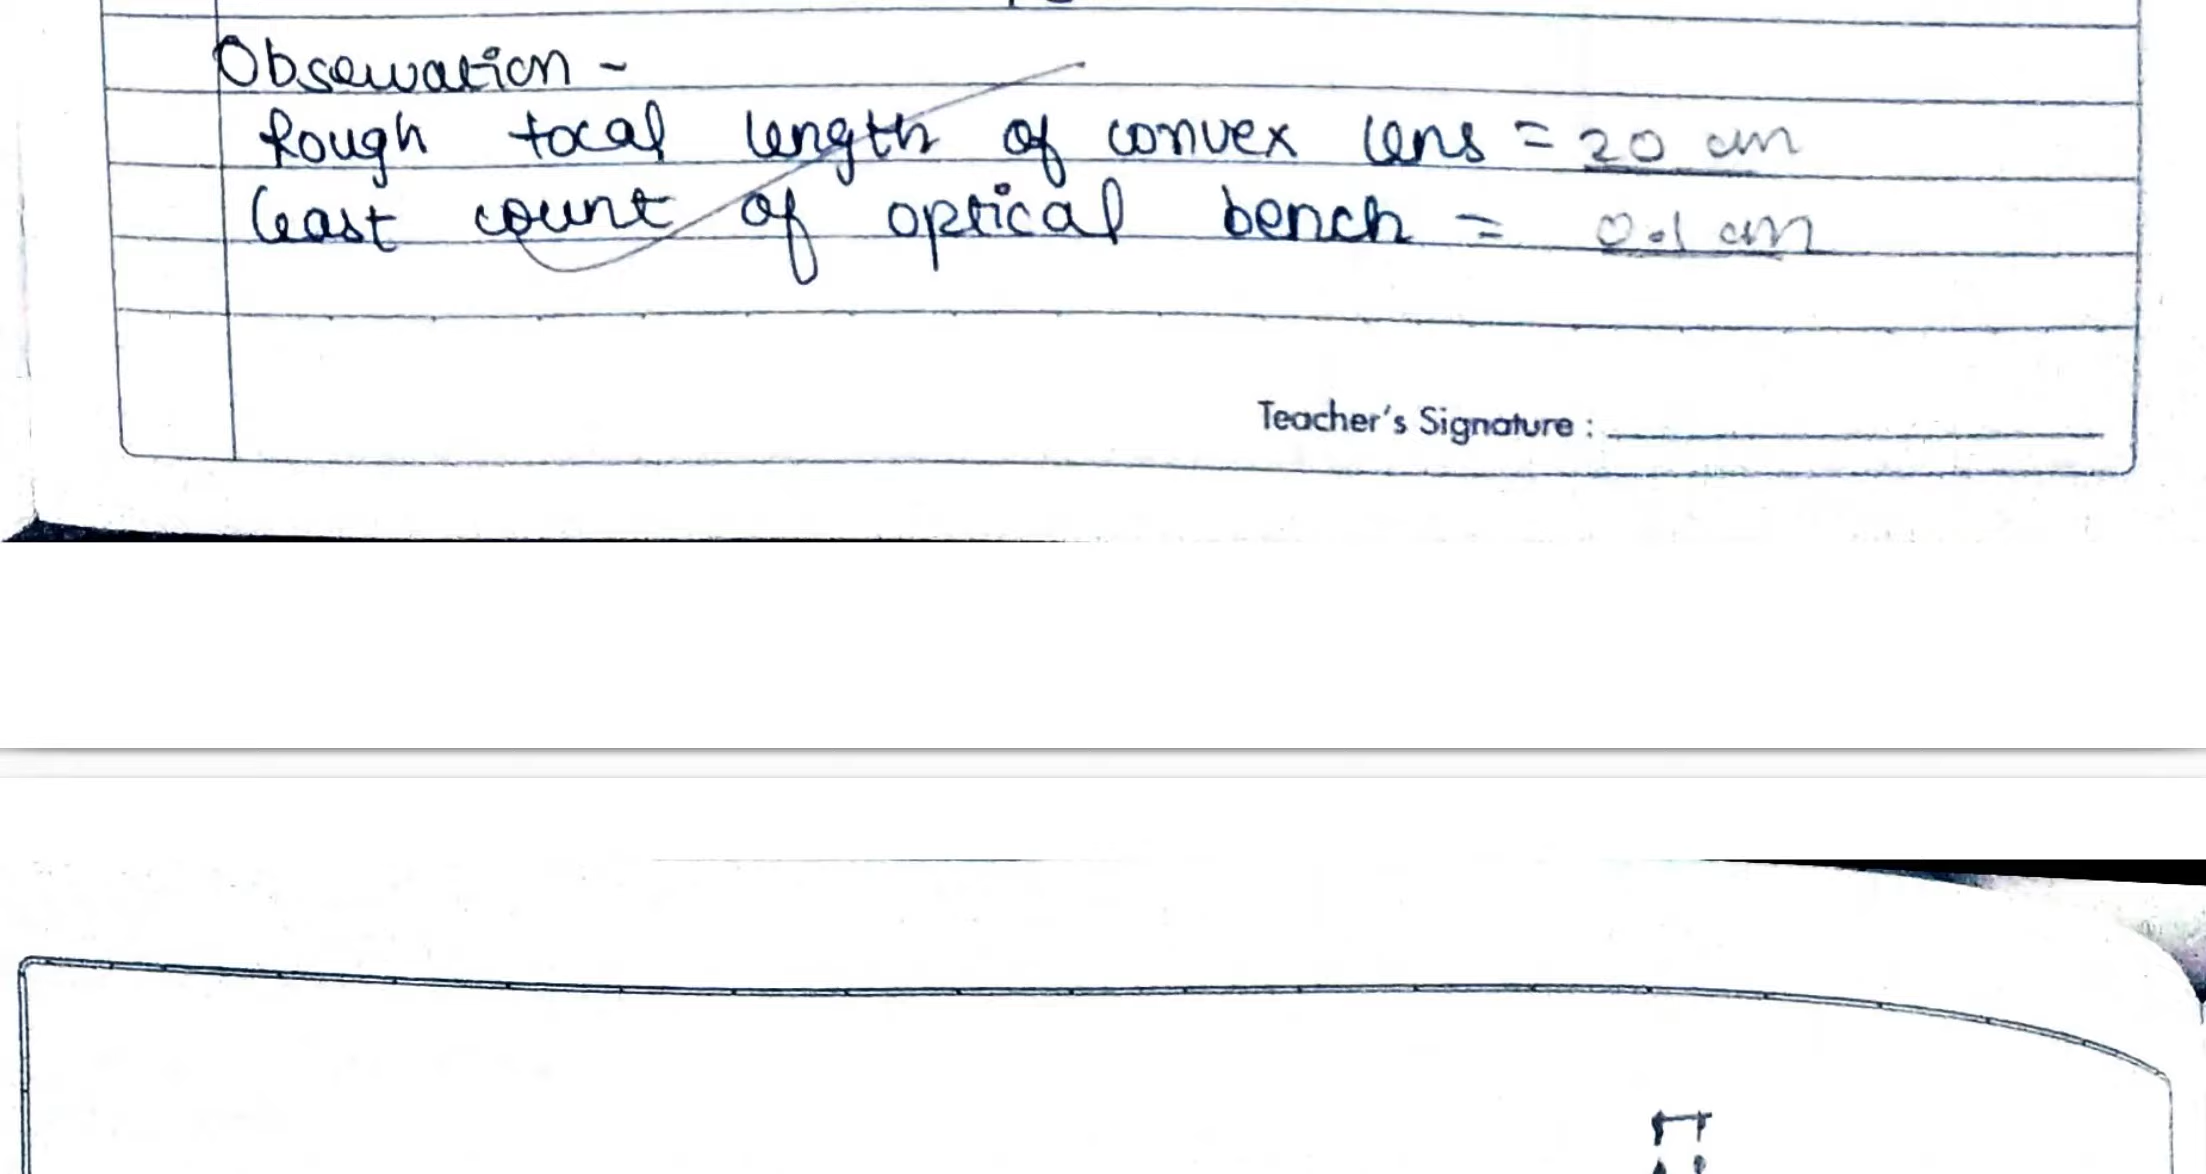 Observation -
Rough focal length of convex lens = 20 cm
least count of optical bench = 0.1 cm
Teacher's Signature :